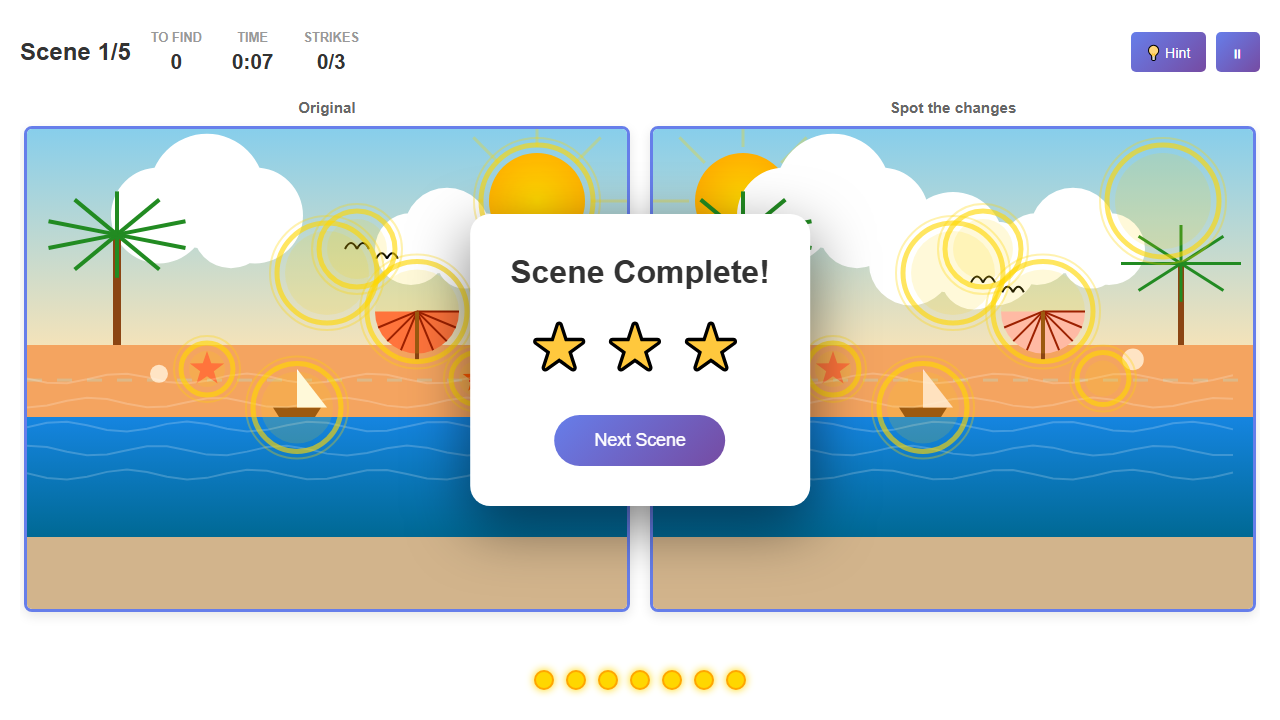 Scene 1/5
TO FIND
0
TIME
0:07
STRIKES
0/3
Hint
Original
Spot the changes
Scene Complete!
Next Scene